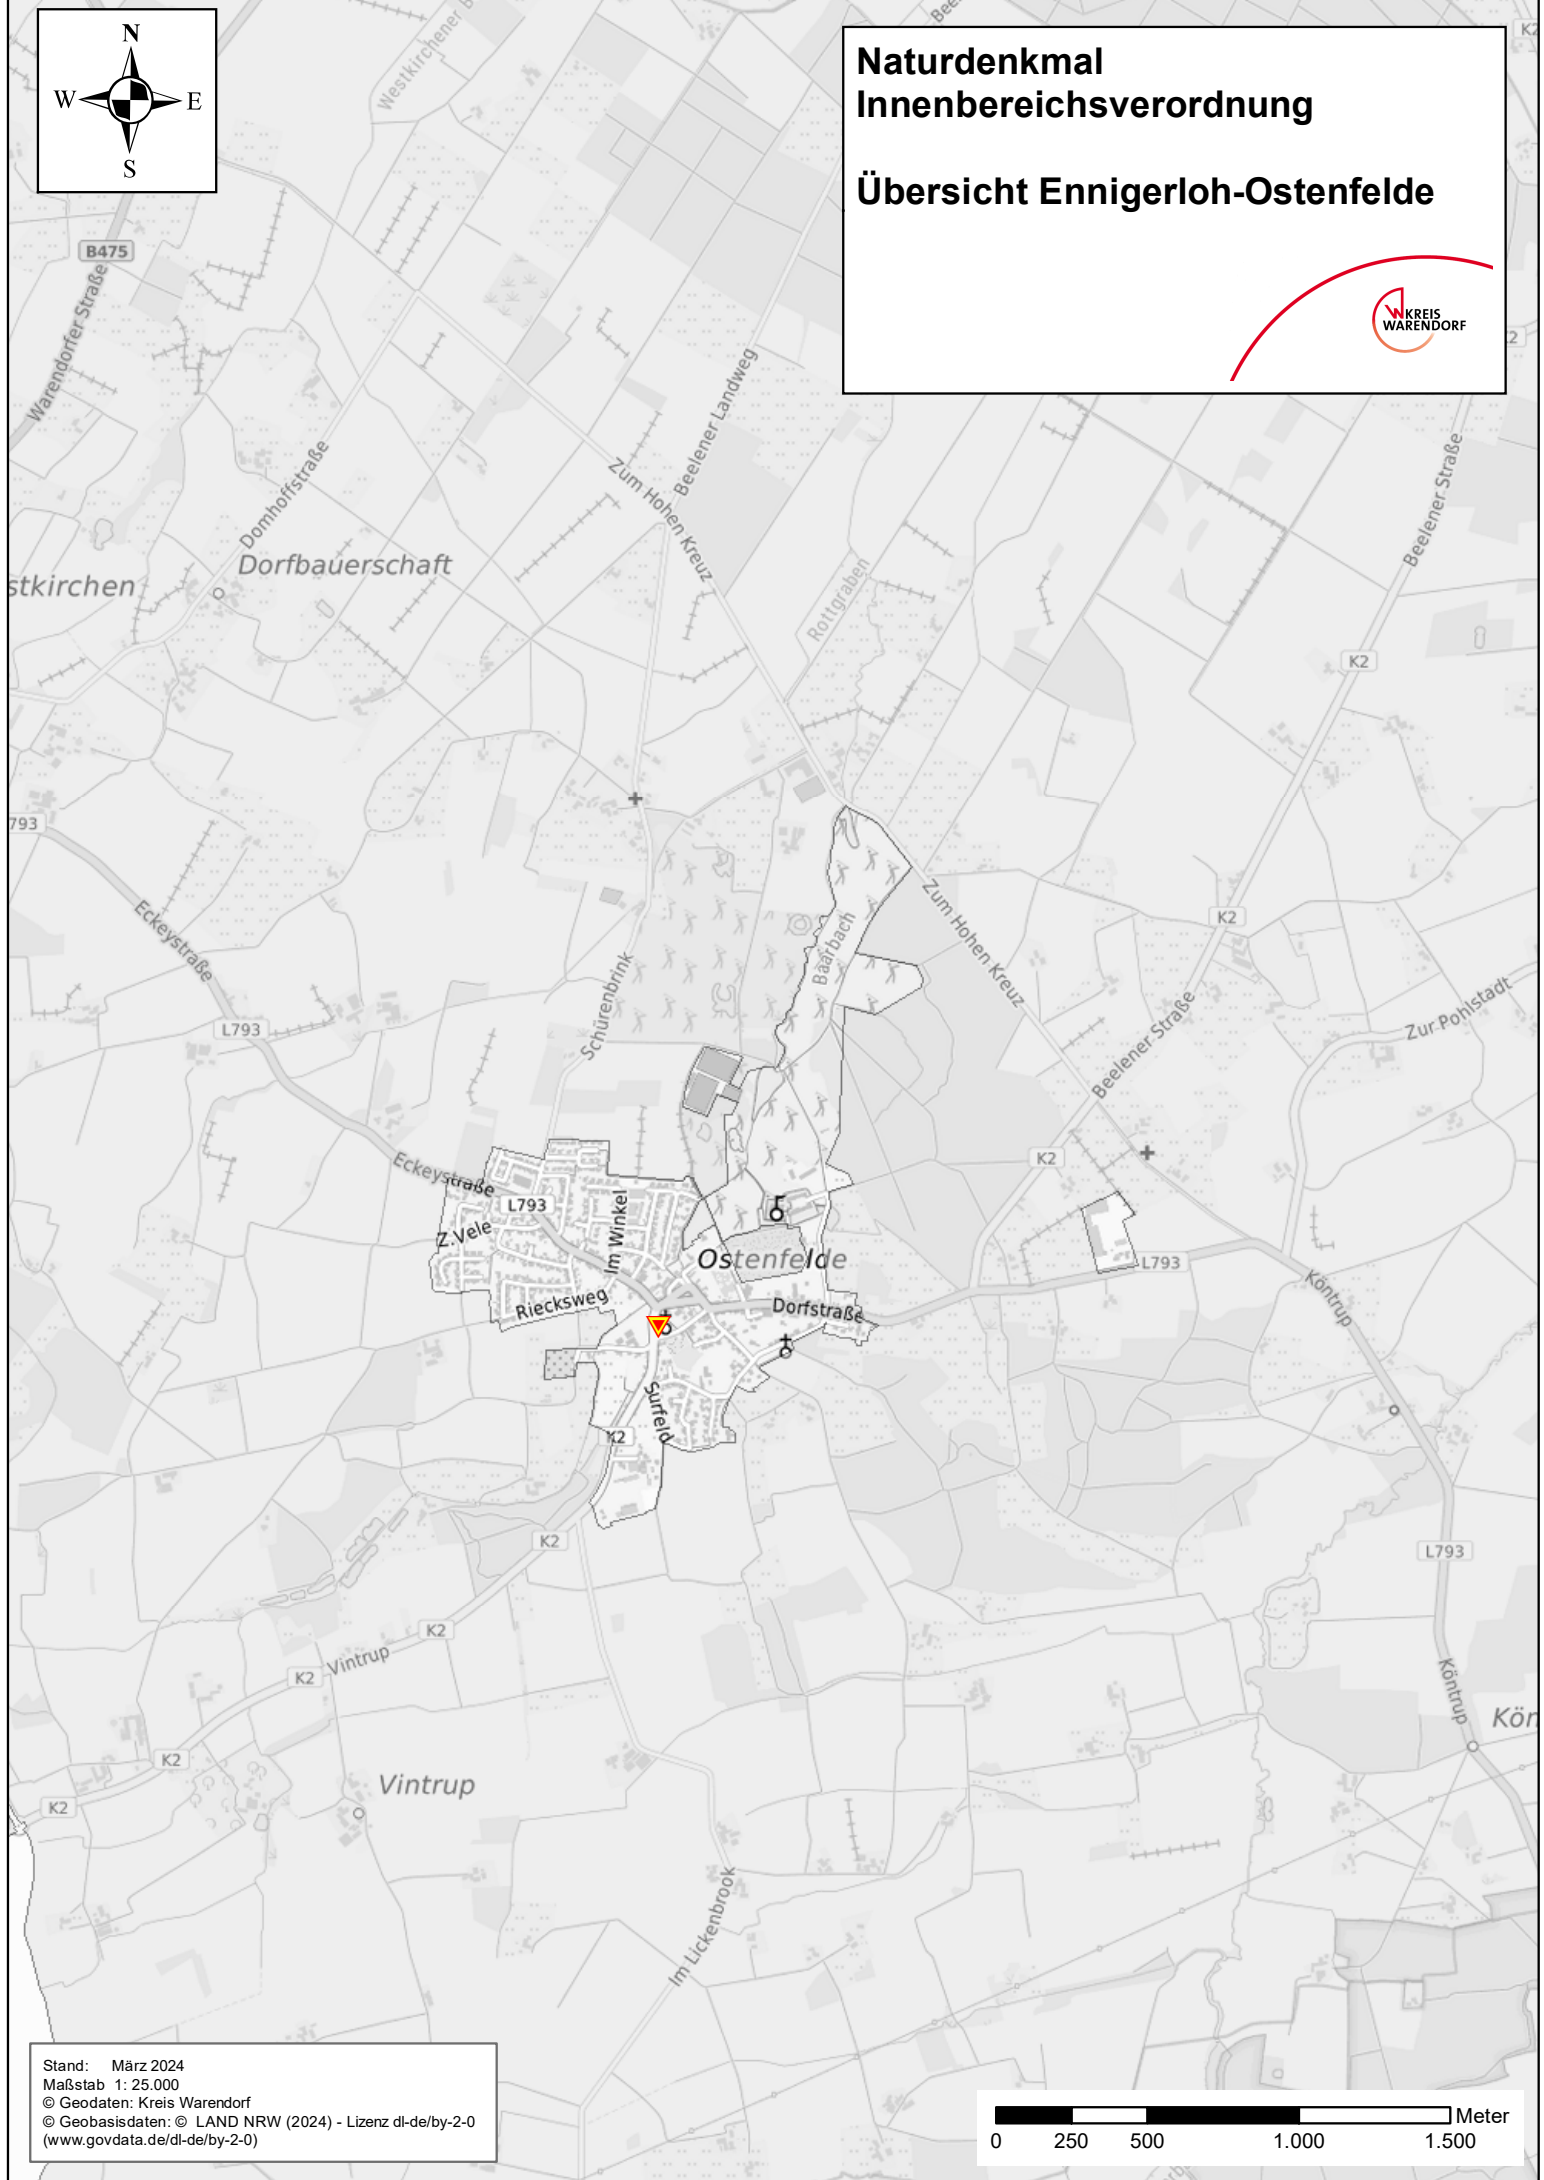 N
W E
S
Naturdenkmal
Innenbereichsverordnung
Übersicht Ennigerloh-Ostenfelde
KREIS
WARENDORF
K2
Westkirchener
B475
Warendorfer Straße
Domhoffstraße
Dorfbauerschaft
stkirchen
Beelener Landweg
Zum Hohen Kreuz
Rottgraben
Beelener Straße
K2
793
Eckeystraße
L793
Schürenbrink
Baarbach
Zum Hohen Kreuz
K2
Beelener Straße
Zur Pohlstadt
K2
Eckeystraße
L793
Z.Vele
Im Winkel
Riecksweg
Ostenfelde
Dorfstraße
L793
Köntrup
Surfeld
K2
K2
L793
K2
Vintrup
K2
Köntrup
Kön
K2
Vintrup
K2
Im Lickenbrook
Stand: März 2024
Maßstab 1: 25.000
© Geodaten: Kreis Warendorf
© Geobasisdaten: © LAND NRW (2024) - Lizenz dl-de/by-2-0
(www.govdata.de/dl-de/by-2-0)
Meter
0 250 500 1.000 1.500